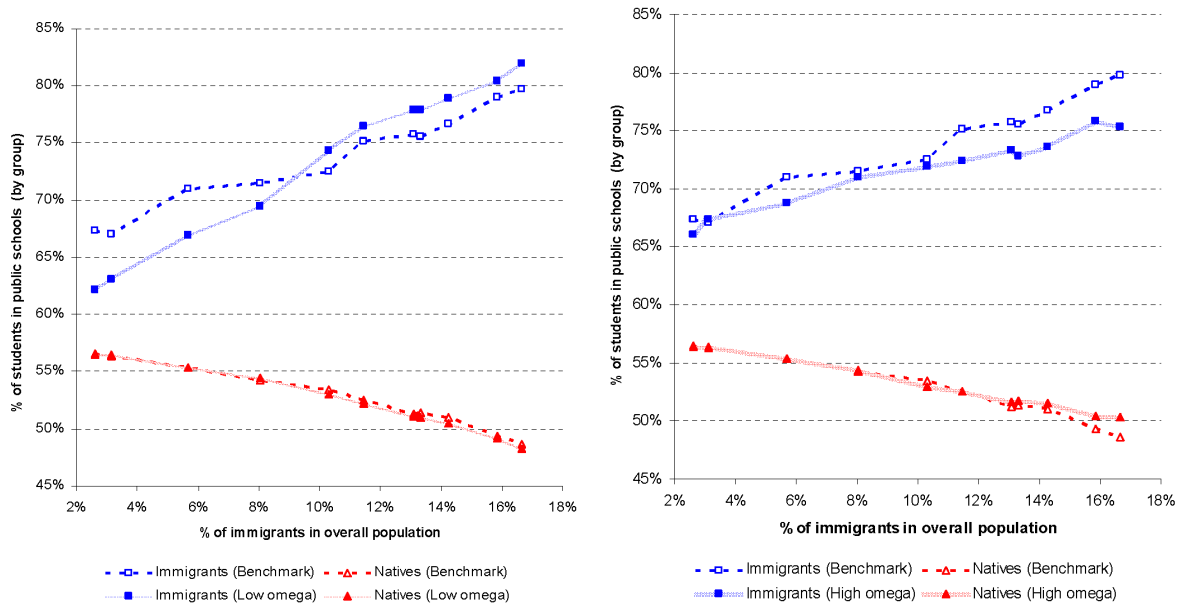 % of students in public schools (by group)
85%
80%
75%
70%
65%
60%
55%
50%
45%
2% 4% 6% 8% 10% 12% 14% 16% 18%
% of immigrants in overall population
Immigrants (Benchmark) Natives (Benchmark)
Immigrants (Low omega) Natives (Low omega)
% of students in public schools (by group)
85%
80%
75%
70%
65%
60%
55%
50%
45%
2% 4% 6% 8% 10% 12% 14% 16% 18%
% of immigrants in overall population
Immigrants (Benchmark) Natives (Benchmark)
Immigrants (High omega) Natives (High omega)